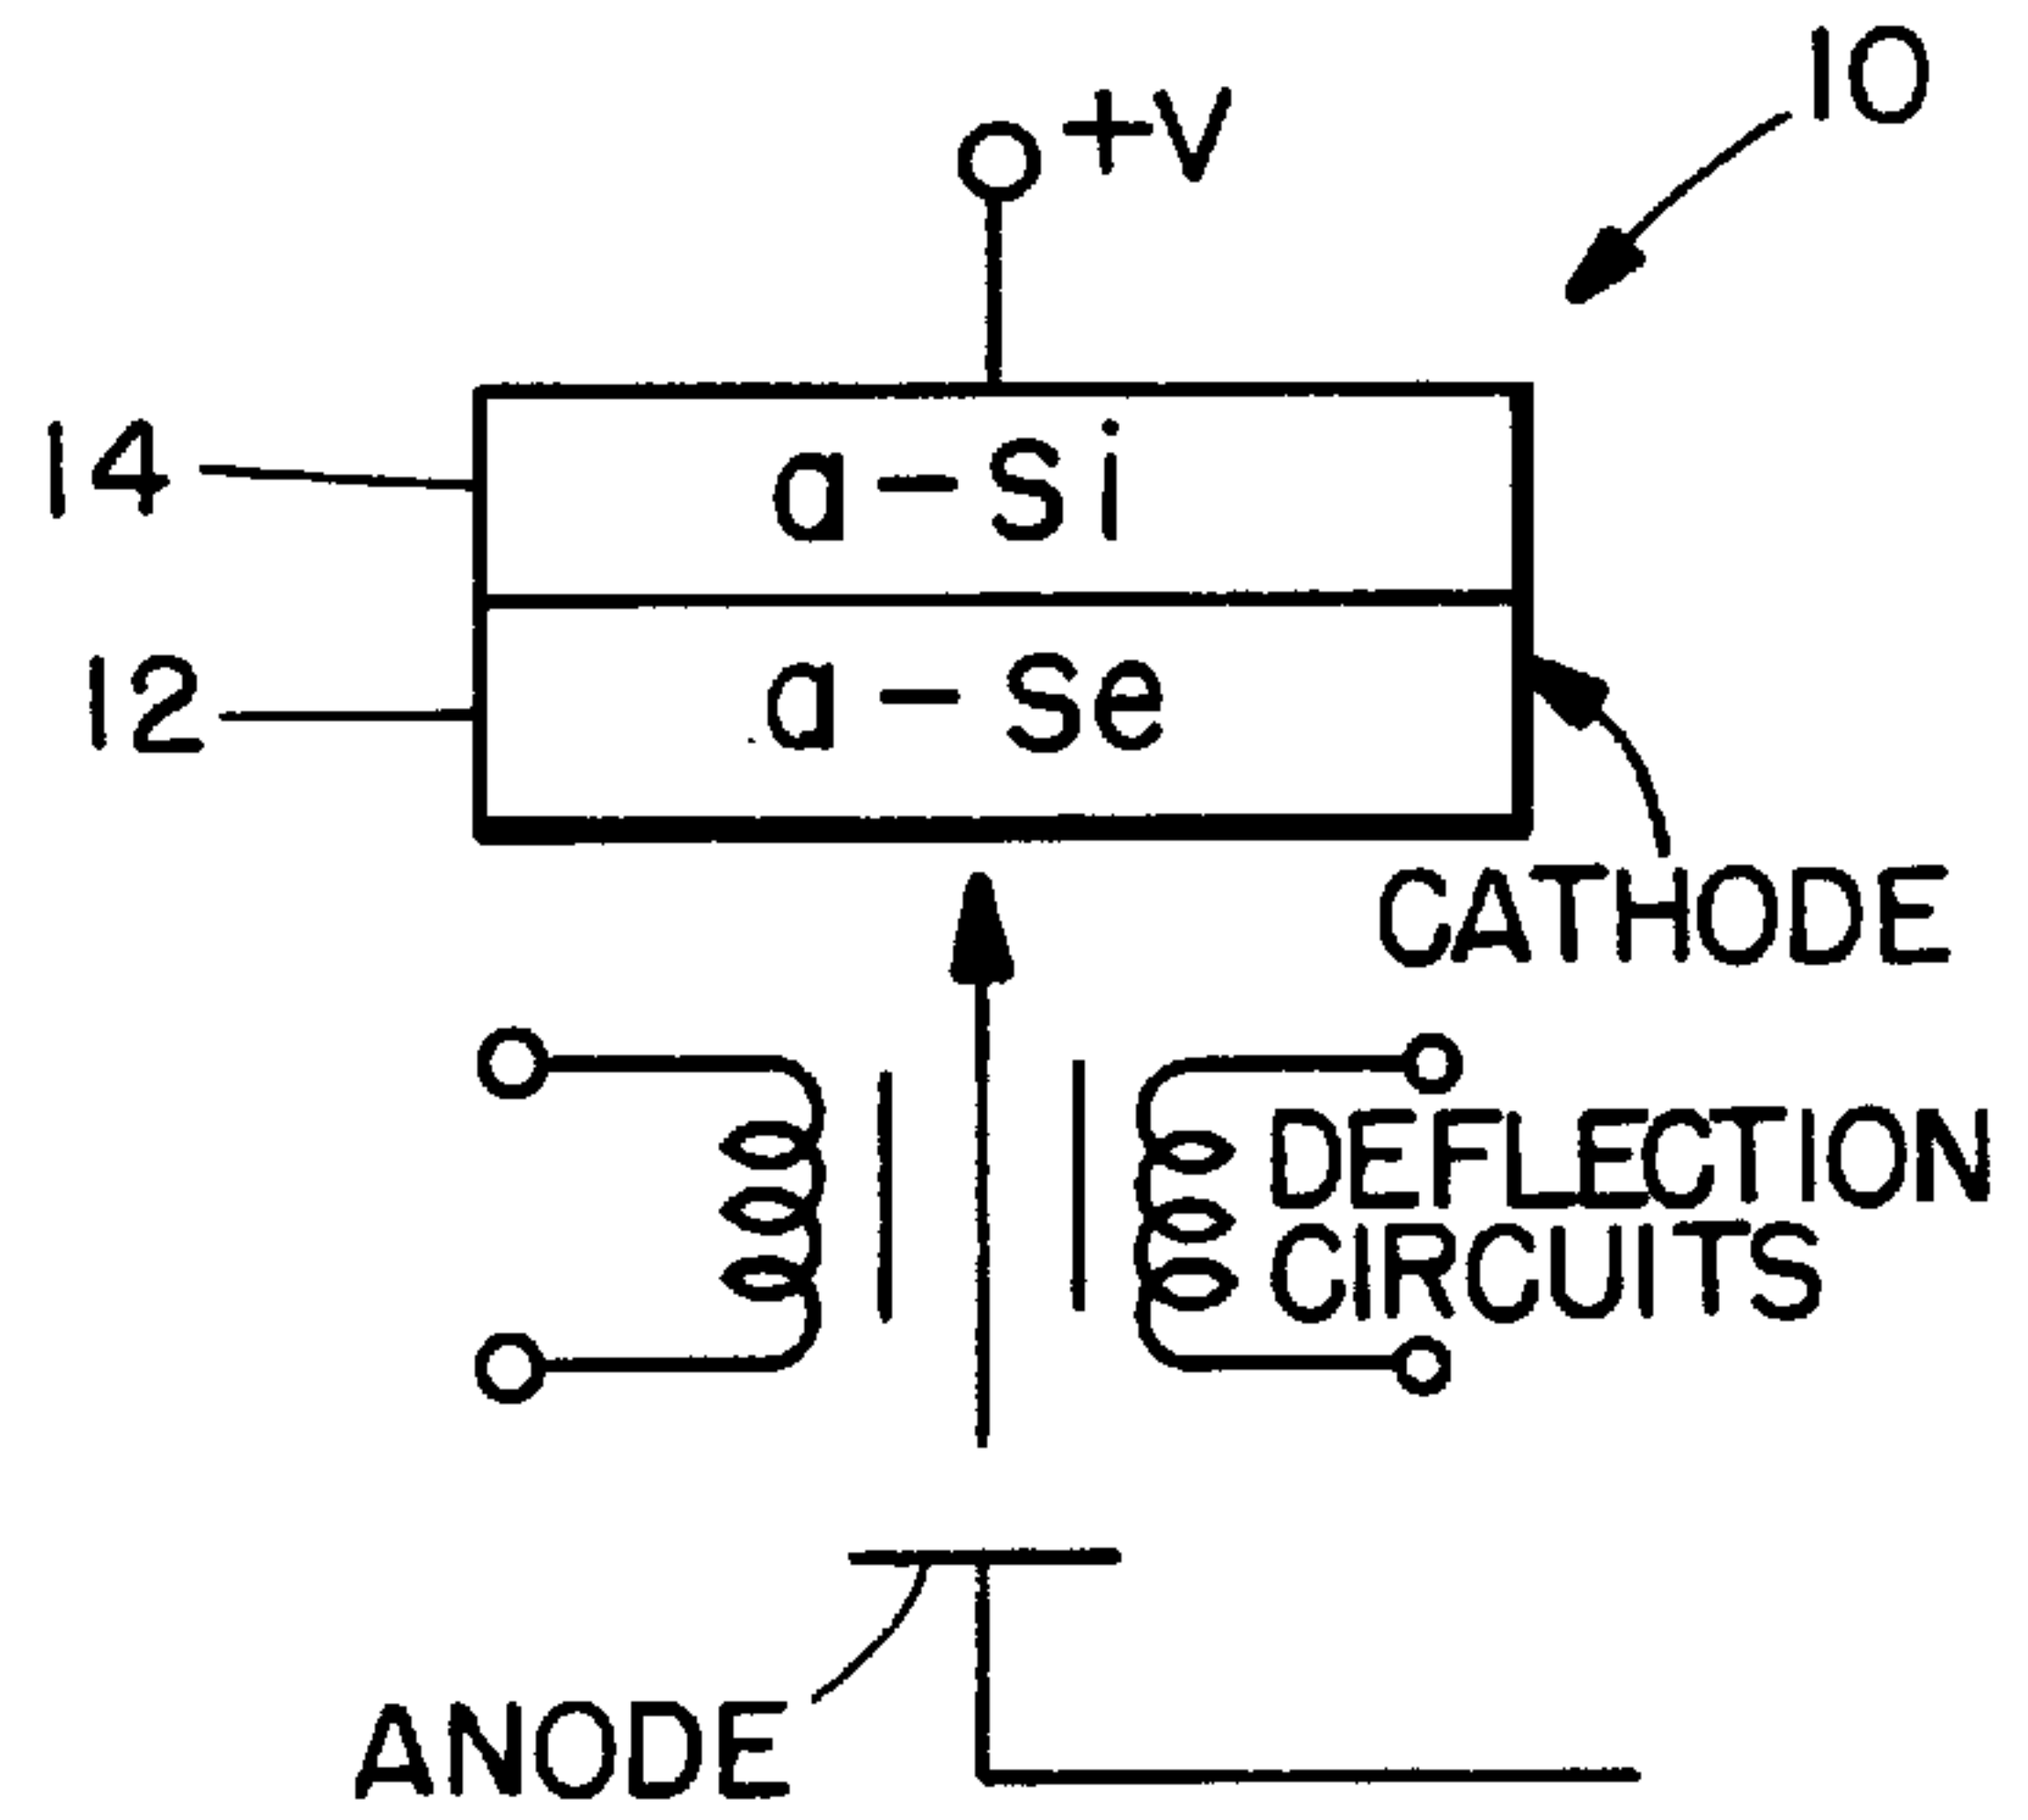 10
+V
14
a-Si
12
a-Se
CATHODE
DEFLECTION
CIRCUITS
ANODE